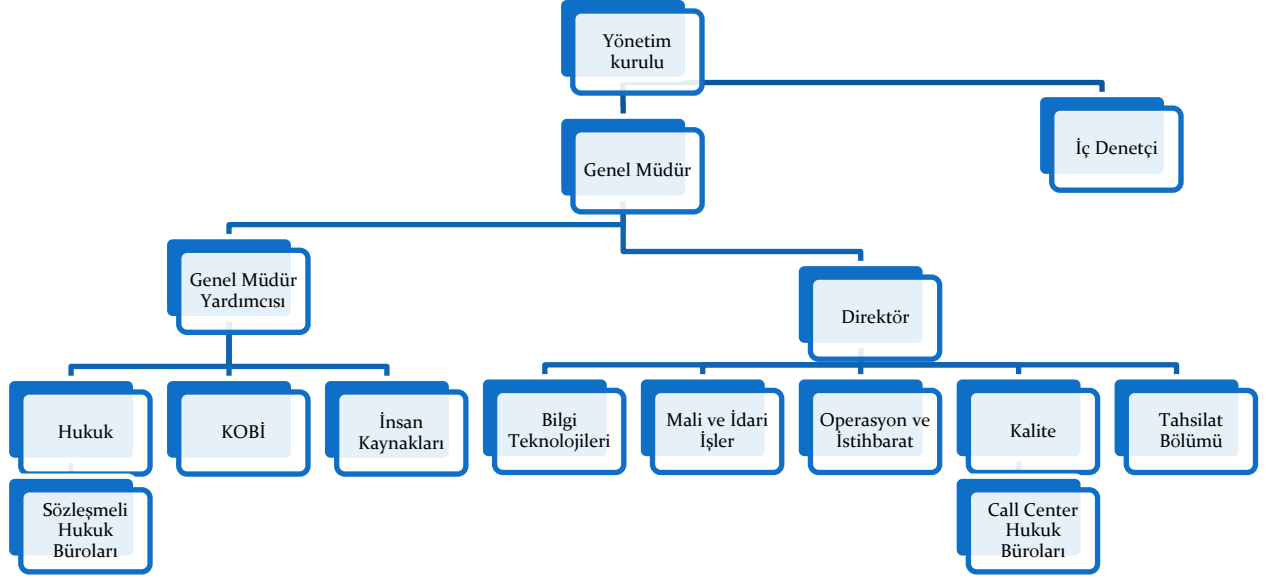 Yönetim
kurulu
İç Denetçi
Genel Müdür
Genel Müdür
Yardımcısı
Direktör
Hukuk
KOBİ
İnsan
Kaynakları
Bilgi
Teknolojileri
Mali ve İdari
İşler
Operasyon ve
İstihbarat
Kalite
Tahsilat
Bölümü
Sözleşmeli
Hukuk
Büroları
Call Center
Hukuk
Büroları